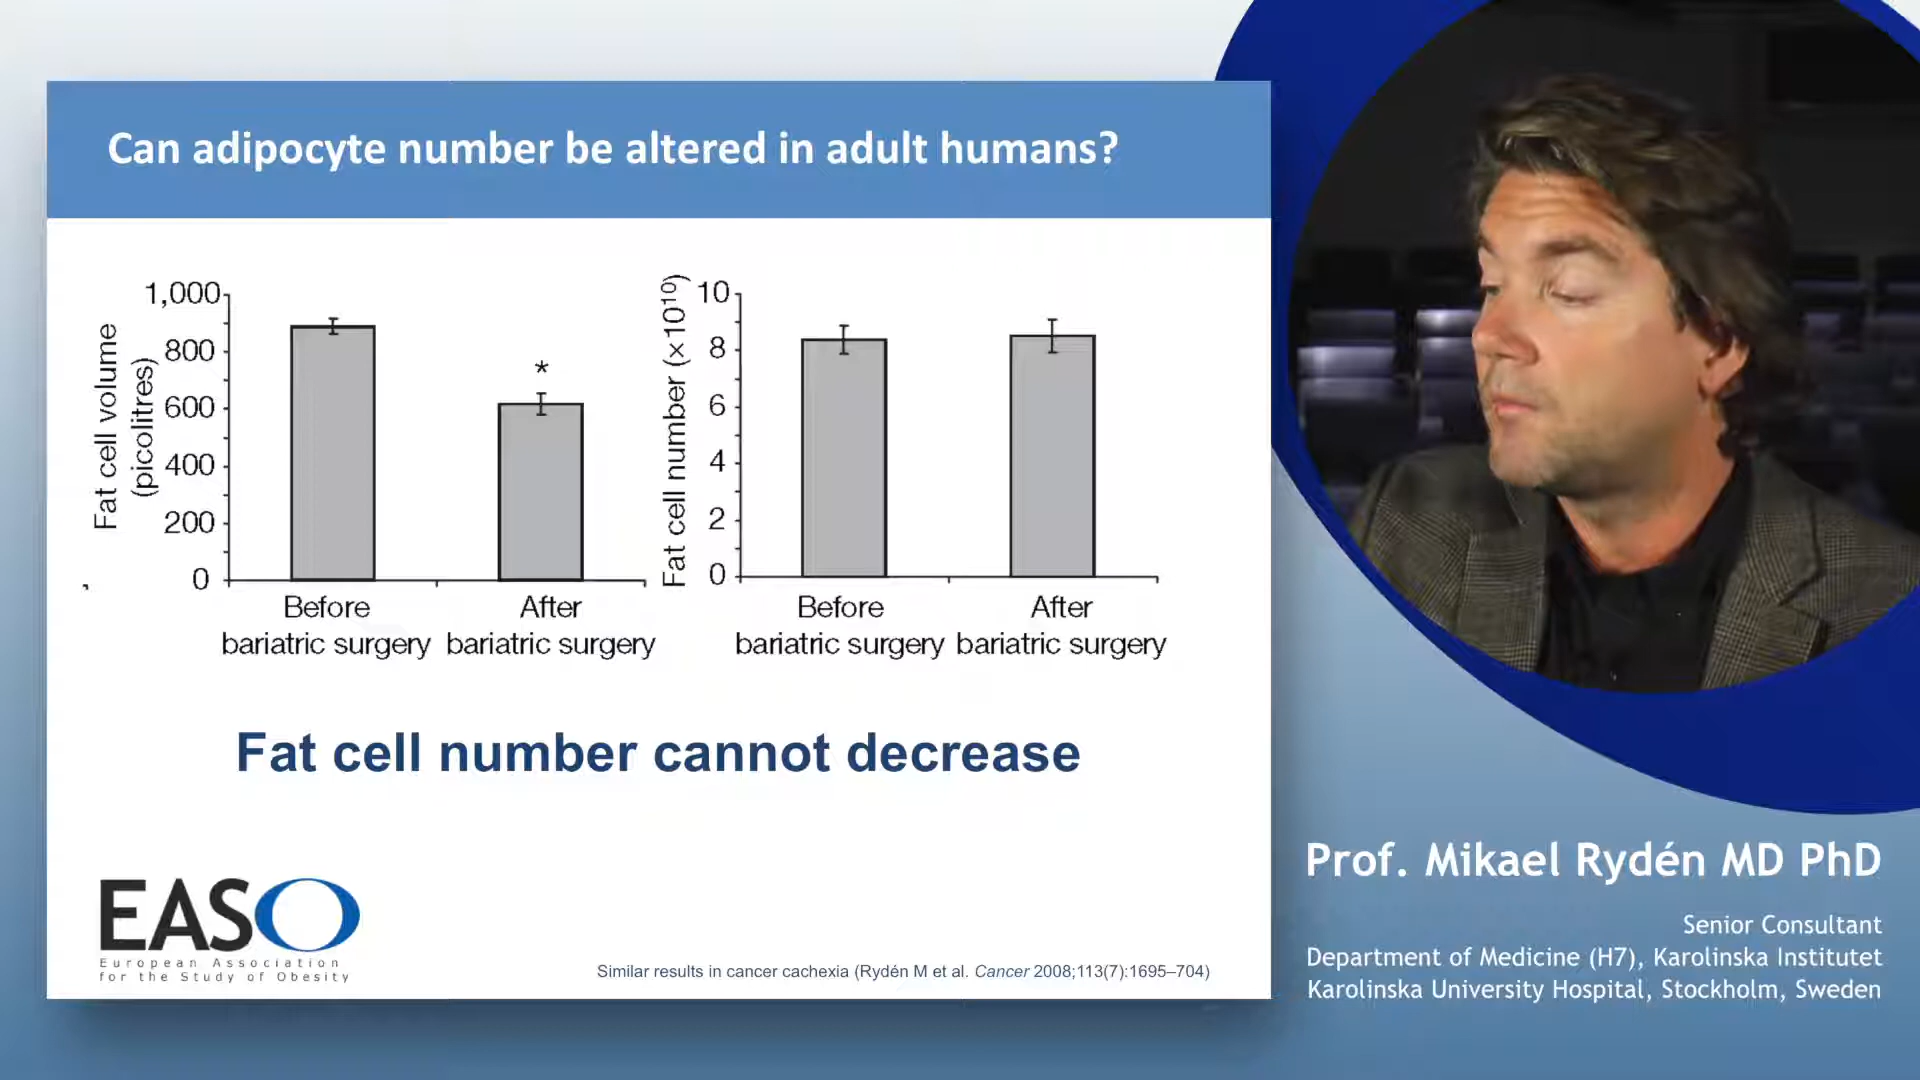 Can adipocyte number be altered in adult humans?
Fat cell volume
(picolitres)
1,000
800
600
400
200
0
*
Before
bariatric surgery
After
bariatric surgery
Fat cell number (×10¹⁰)
10
8
6
4
2
0
Before
bariatric surgery
After
bariatric surgery
Fat cell number cannot decrease
EASO
European Association
for the Study of Obesity
Similar results in cancer cachexia (Rydén M et al. Cancer 2008;113(7):1695–704)
Prof. Mikael Rydén MD PhD
Senior Consultant
Department of Medicine (H7), Karolinska Institutet
Karolinska University Hospital, Stockholm, Sweden